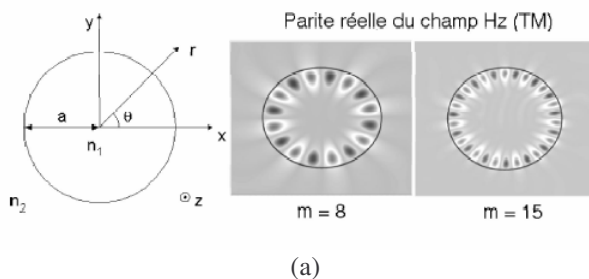 Parite réelle du champ Hz (TM)
y
r
a
θ
x
n1
n2
z
m = 8
m = 15
(a)